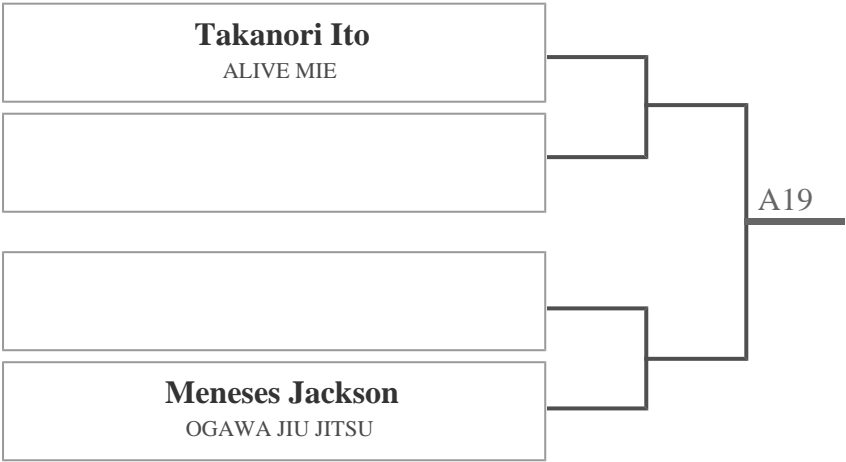 Takanori Ito
ALIVE MIE
A19
Meneses Jackson
OGAWA JIU JITSU